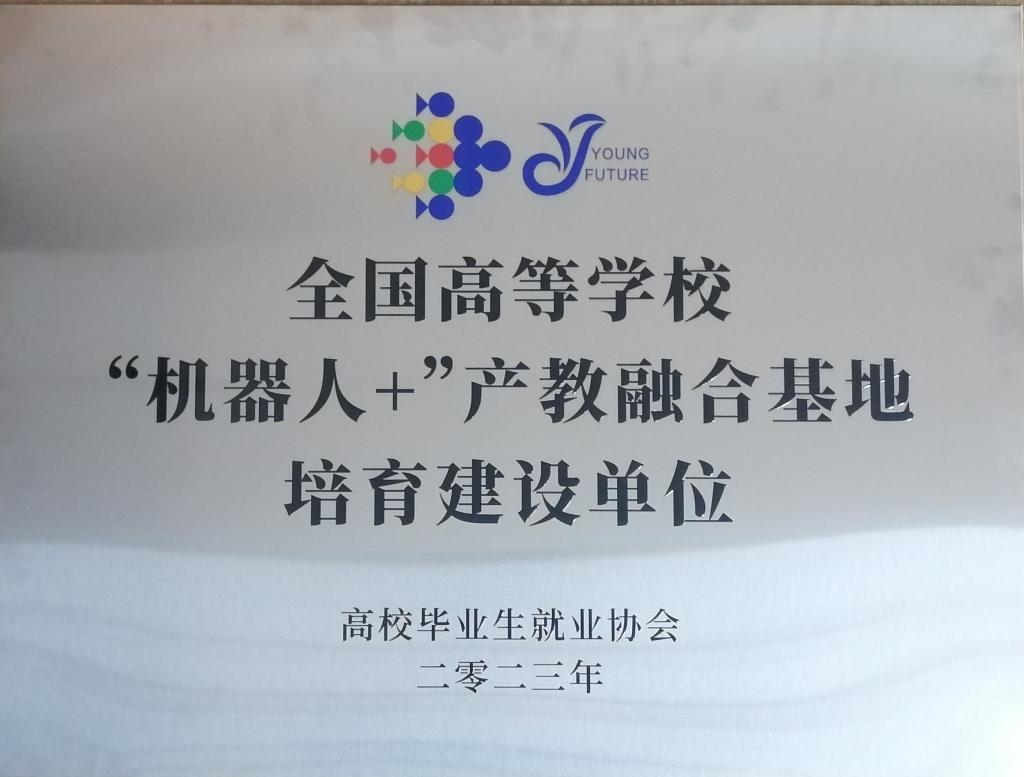 YOUNG
FUTURE
全国高等学校
“机器人+”产教融合基地
培育建设单位
高校毕业生就业协会
二零二三年